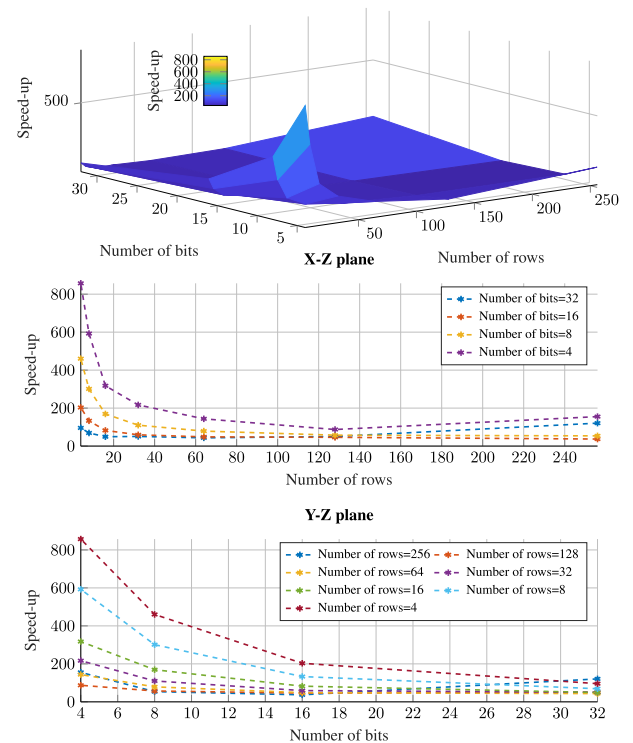 Speed-up
500
Speed-up
800
600
400
200
30
25
20
15
10
5
50
100
150
200
250
Number of bits
Number of rows
X-Z plane
Speed-up
800
600
400
200
0
20 40 60 80 100 120 140 160 180 200 220 240
Number of rows
Number of bits=32
Number of bits=16
Number of bits=8
Number of bits=4
Y-Z plane
Speed-up
800
600
400
200
0
4 6 8 10 12 14 16 18 20 22 24 26 28 30 32
Number of bits
Number of rows=256 Number of rows=128
Number of rows=64 Number of rows=32
Number of rows=16 Number of rows=8
Number of rows=4